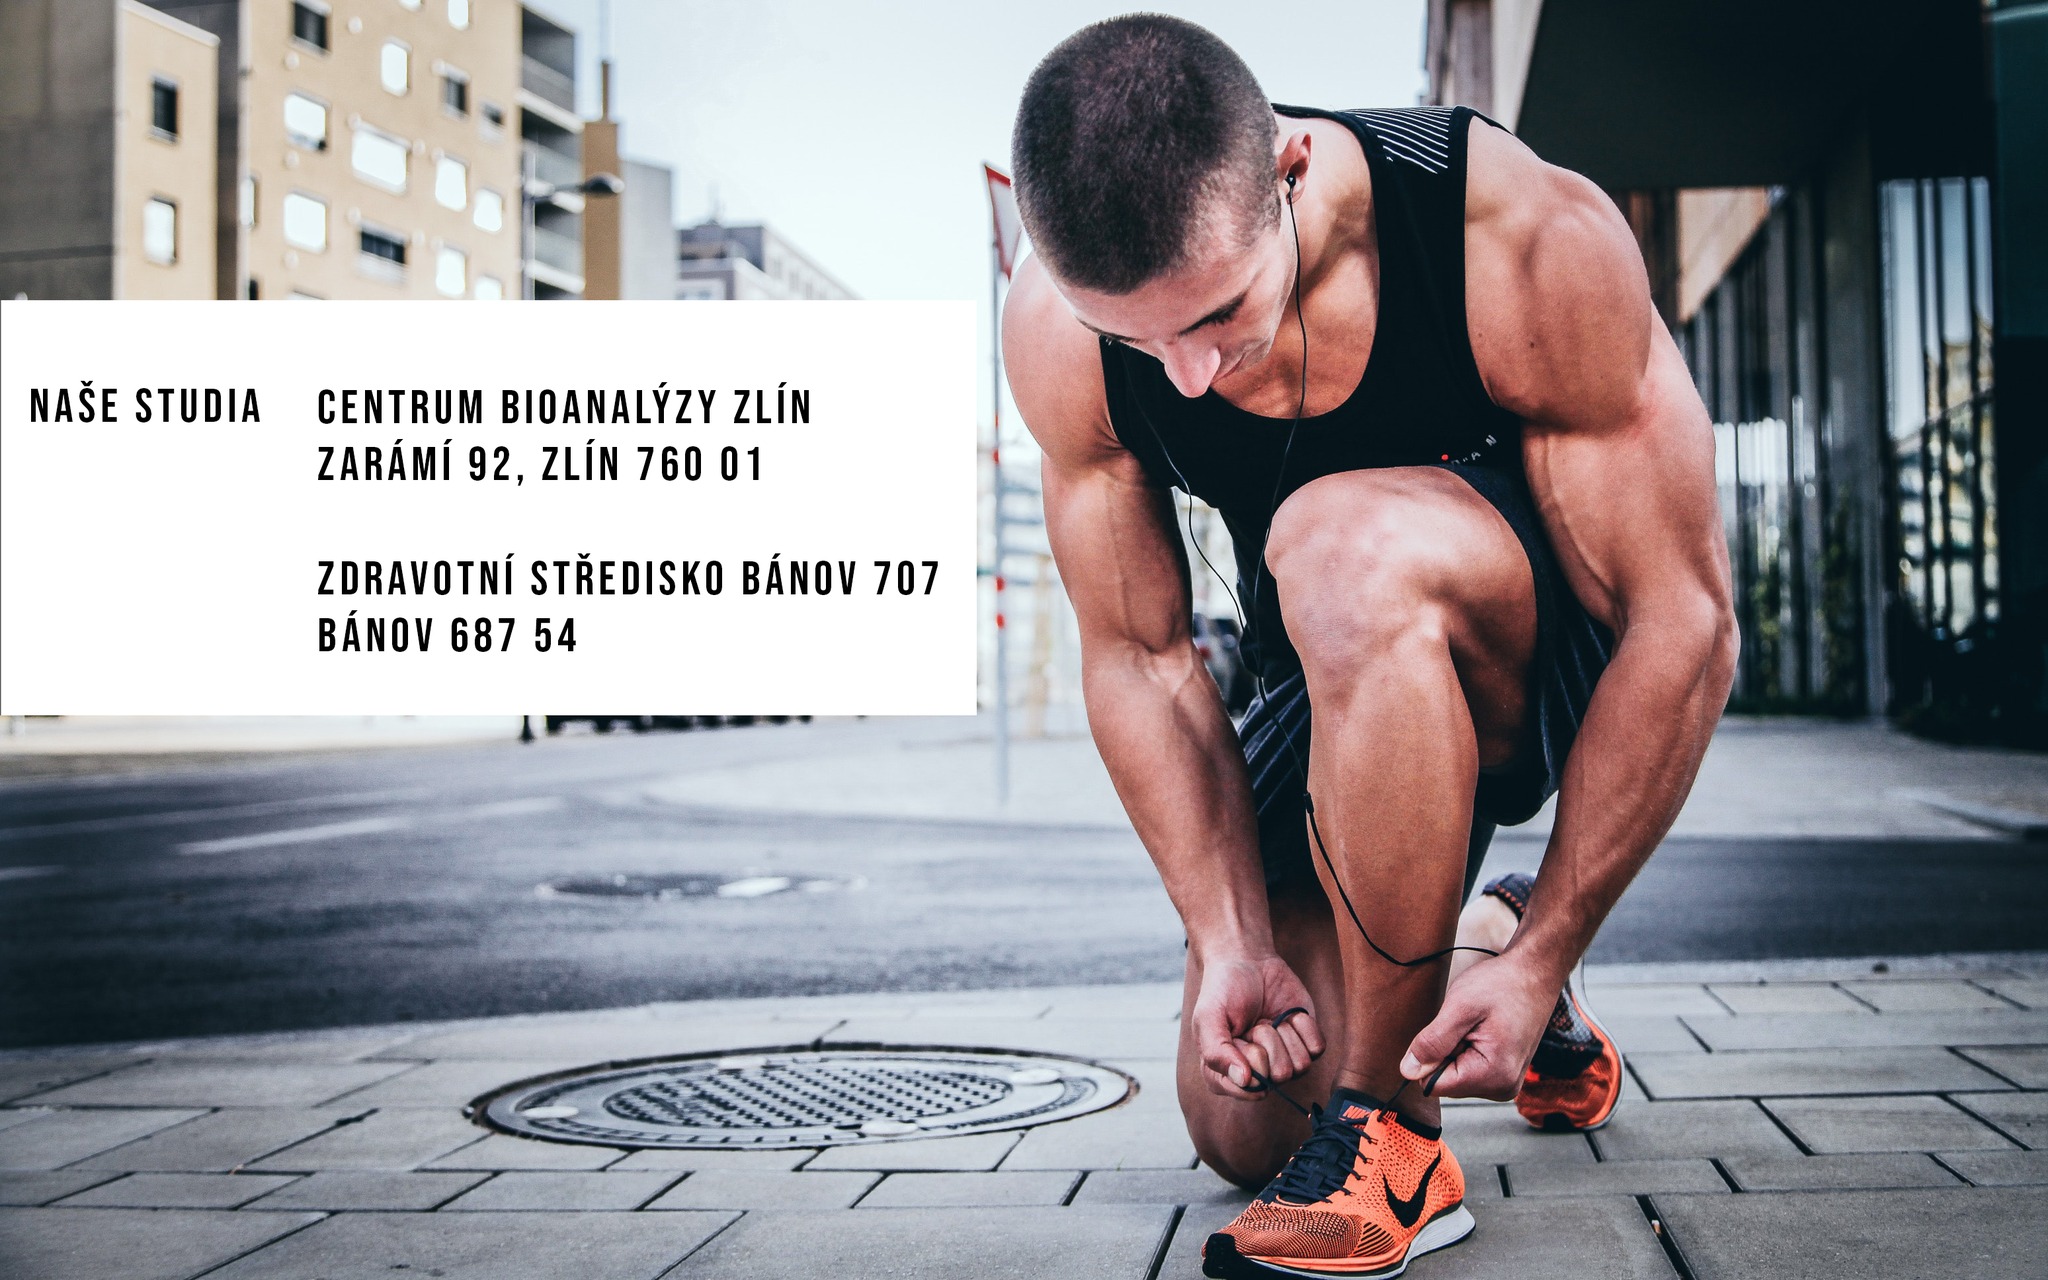 NAŠE STUDIA
CENTRUM BIOANALÝZY ZLÍN
ZARÁMÍ 92, ZLÍN 760 01
ZDRAVOTNÍ STŘEDISKO BÁNOV 707
BÁNOV 687 54